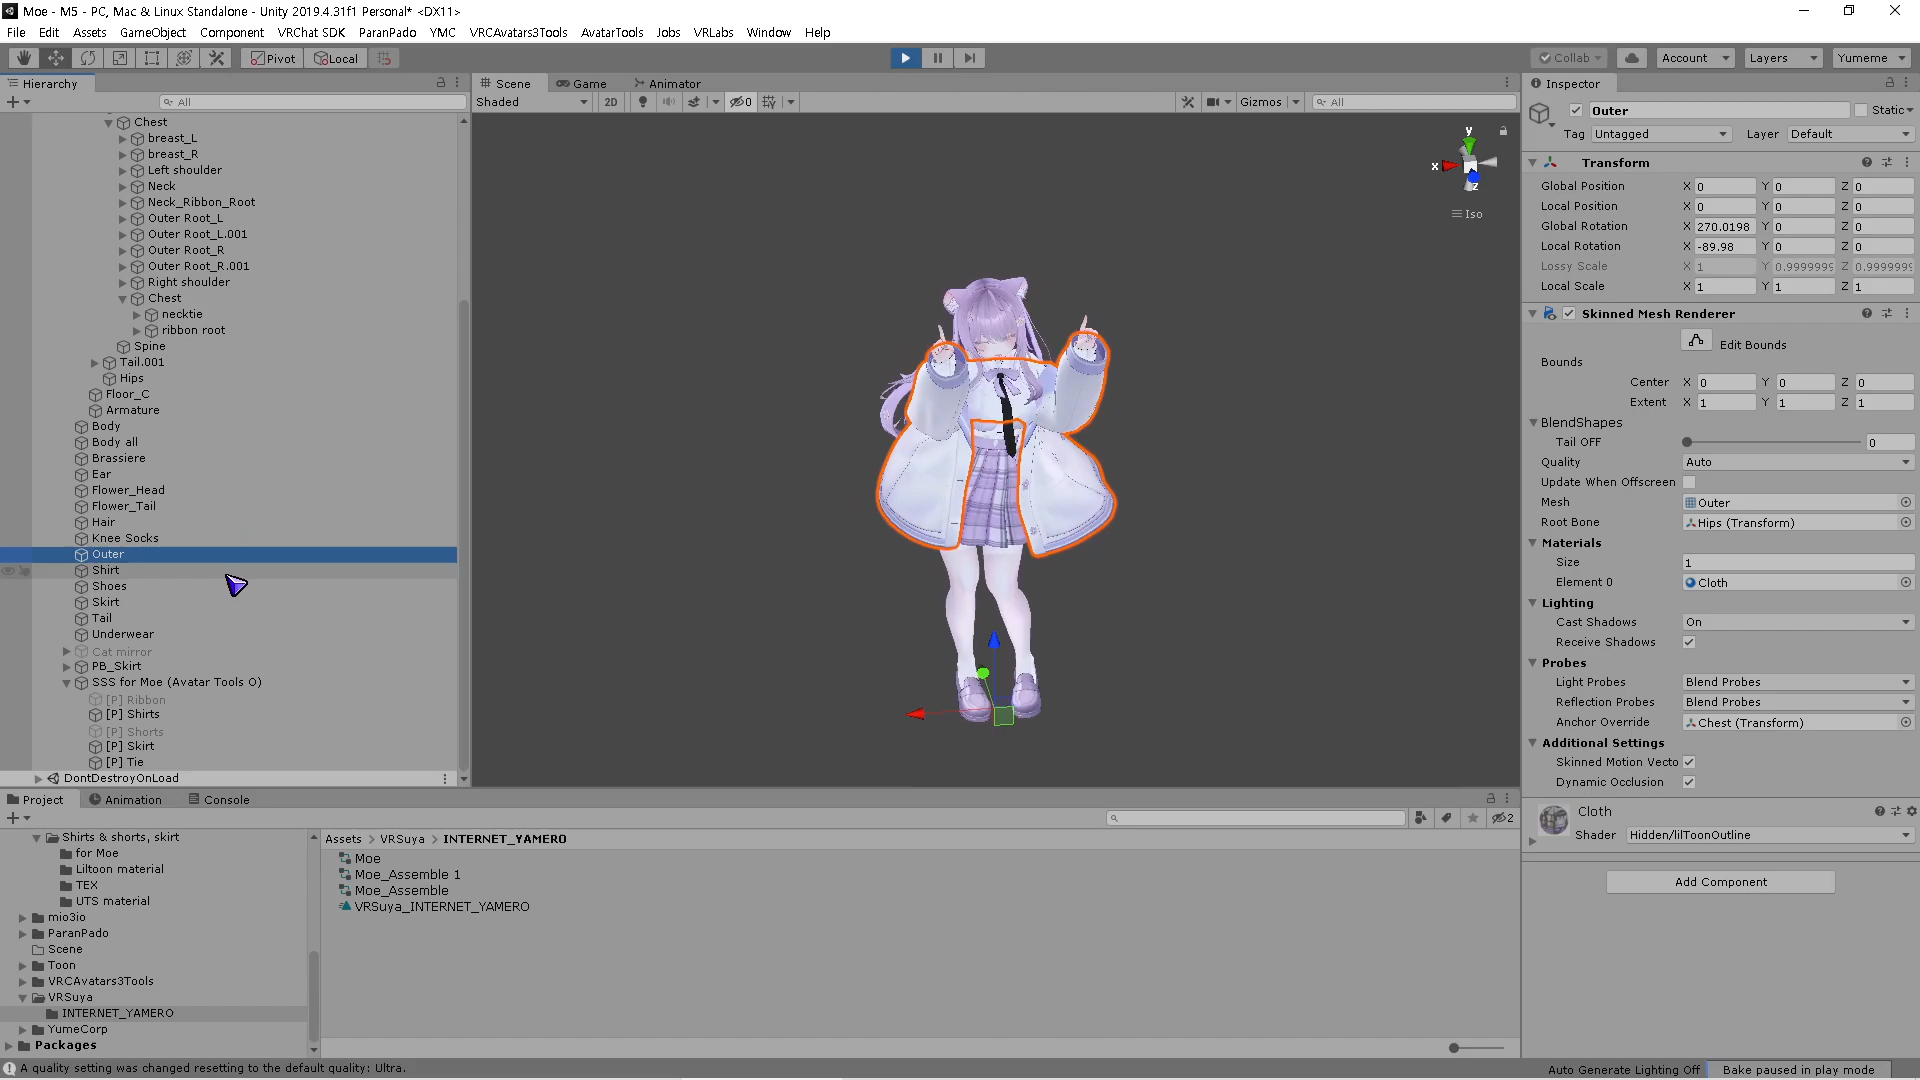 Moe - M5 - PC, Mac & Linux Standalone - Unity 2019.4.31f1 Personal* <DX11>
File Edit Assets GameObject Component VRChat SDK ParanPado YMC VRCAvatars3Tools AvatarTools Jobs VRLabs Window Help
Pivot Local Collab Account Layers Yumeme
Hierarchy
All
Chest
breast_L
breast_R
Left shoulder
Neck
Neck_Ribbon_Root
Outer Root_L
Outer Root_L.001
Outer Root_R
Outer Root_R.001
Right shoulder
Chest
necktie
ribbon root
Spine
Tail.001
Hips
Floor_C
Armature
Body
Body all
Brassiere
Ear
Flower_Head
Flower_Tail
Hair
Knee Socks
Outer
Shirt
Shoes
Skirt
Tail
Underwear
Cat mirror
PB_Skirt
SSS for Moe (Avatar Tools O)
[P] Ribbon
[P] Shirts
[P] Shorts
[P] Skirt
[P] Tie
DontDestroyOnLoad
Scene Game Animator
Shaded 2D 0 Gizmos All
y
x
z
Iso
Inspector
Outer Static
Tag Untagged Layer Default
Transform
Global Position X 0 Y 0 Z 0
Local Position X 0 Y 0 Z 0
Global Rotation X 270.0198 Y 0 Z 0
Local Rotation X -89.98 Y 0 Z 0
Lossy Scale X 1 Y 0.9999999 Z 0.9999999
Local Scale X 1 Y 1 Z 1
Skinned Mesh Renderer
Edit Bounds
Bounds
Center X 0 Y 0 Z 0
Extent X 1 Y 1 Z 1
BlendShapes
Tail OFF 0
Quality Auto
Update When Offscreen
Mesh Outer
Root Bone Hips (Transform)
Materials
Size 1
Element 0 Cloth
Lighting
Cast Shadows On
Receive Shadows
Probes
Light Probes Blend Probes
Reflection Probes Blend Probes
Anchor Override Chest (Transform)
Additional Settings
Skinned Motion Vecto
Dynamic Occlusion
Cloth
Shader Hidden/lilToonOutline
Add Component
Project Animation Console
2
Shirts & shorts, skirt
for Moe
Liltoon material
TEX
UTS material
mio3io
ParanPado
Scene
Toon
VRCAvatars3Tools
VRSuya
INTERNET_YAMERO
YumeCorp
Packages
Assets > VRSuya > INTERNET_YAMERO
Moe
Moe_Assemble 1
Moe_Assemble
VRSuya_INTERNET_YAMERO
A quality setting was changed resetting to the default quality: Ultra.
Auto Generate Lighting Off Bake paused in play mode